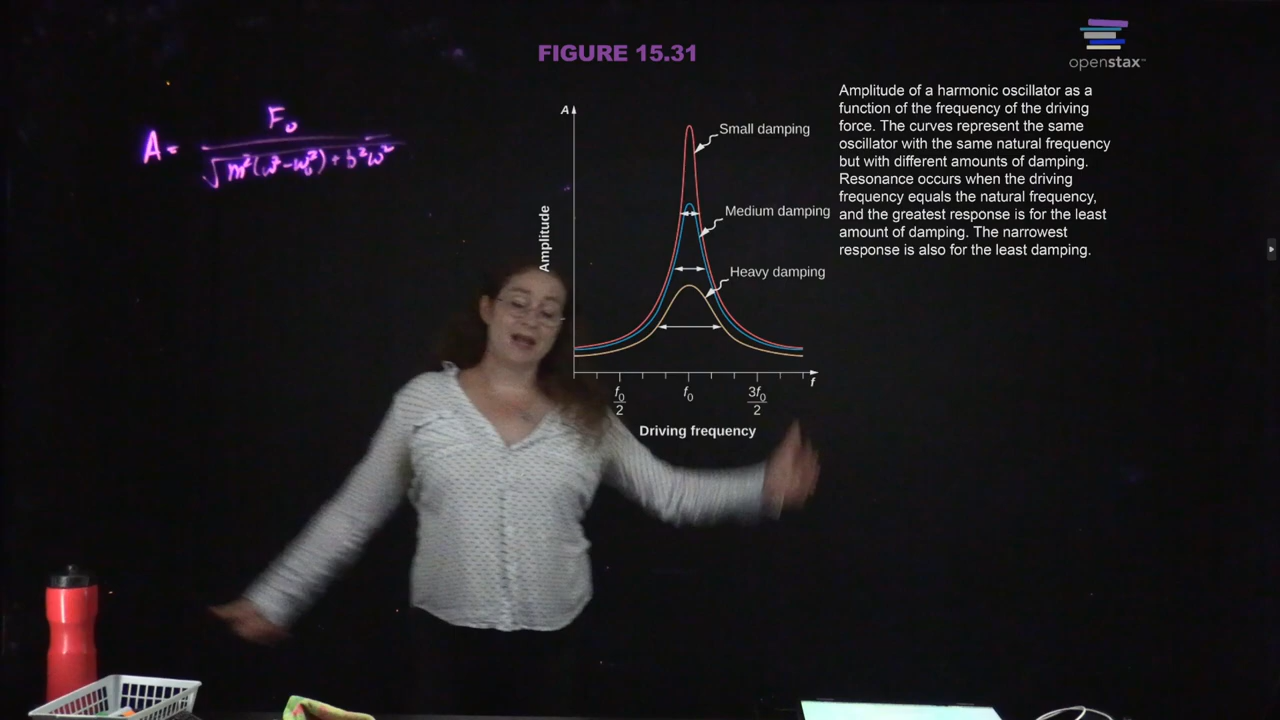 FIGURE 15.31
openstax™
A = F₀ / √m²(ω²-ω₀²) + b²ω²
Amplitude of a harmonic oscillator as a
function of the frequency of the driving
force. The curves represent the same
oscillator with the same natural frequency
but with different amounts of damping.
Resonance occurs when the driving
frequency equals the natural frequency,
and the greatest response is for the least
amount of damping. The narrowest
response is also for the least damping.
A
Small damping
Medium damping
Heavy damping
Amplitude
f
f₀/2
f₀
3f₀/2
Driving frequency